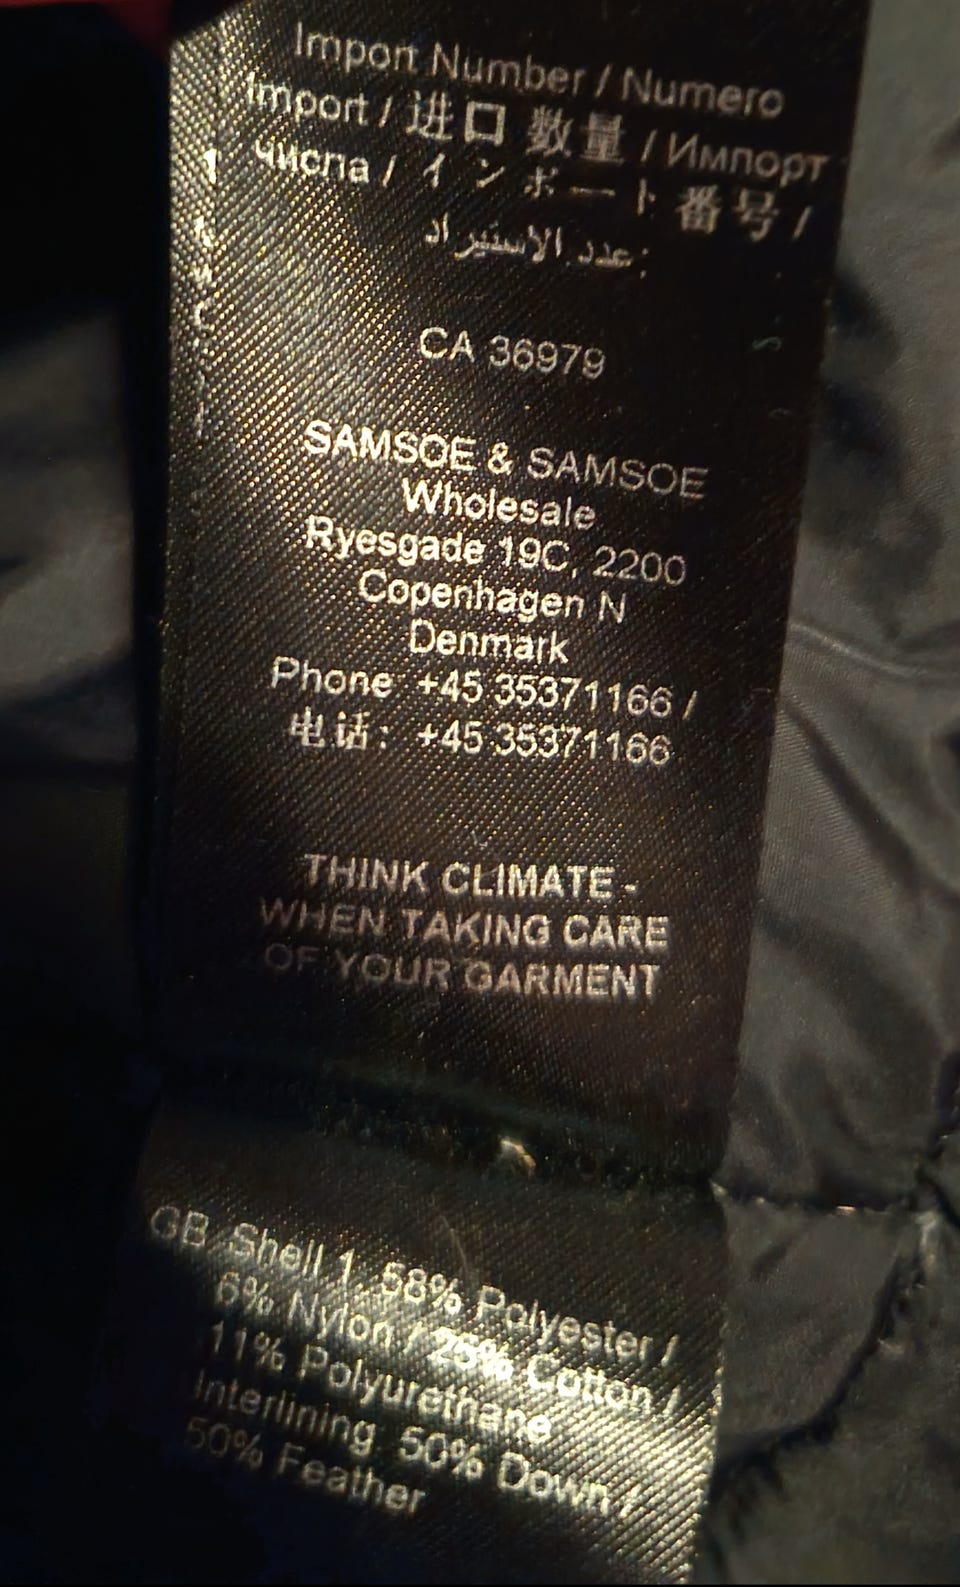 Import Number / Numero
Import / 进口 数量 / Импорт
числа / インポート番号 /
عدد الاستيراد:
CA 36979
SAMSOE & SAMSOE
Wholesale
Ryesgade 19C, 2200
Copenhagen N
Denmark
Phone +45 35371166 /
电话: +45 35371166
THINK CLIMATE -
WHEN TAKING CARE
OF YOUR GARMENT
GB Shell 1 58% Polyester /
6% Nylon / 25% Cotton /
11% Polyurethane
Interlining 50% Down /
50% Feather